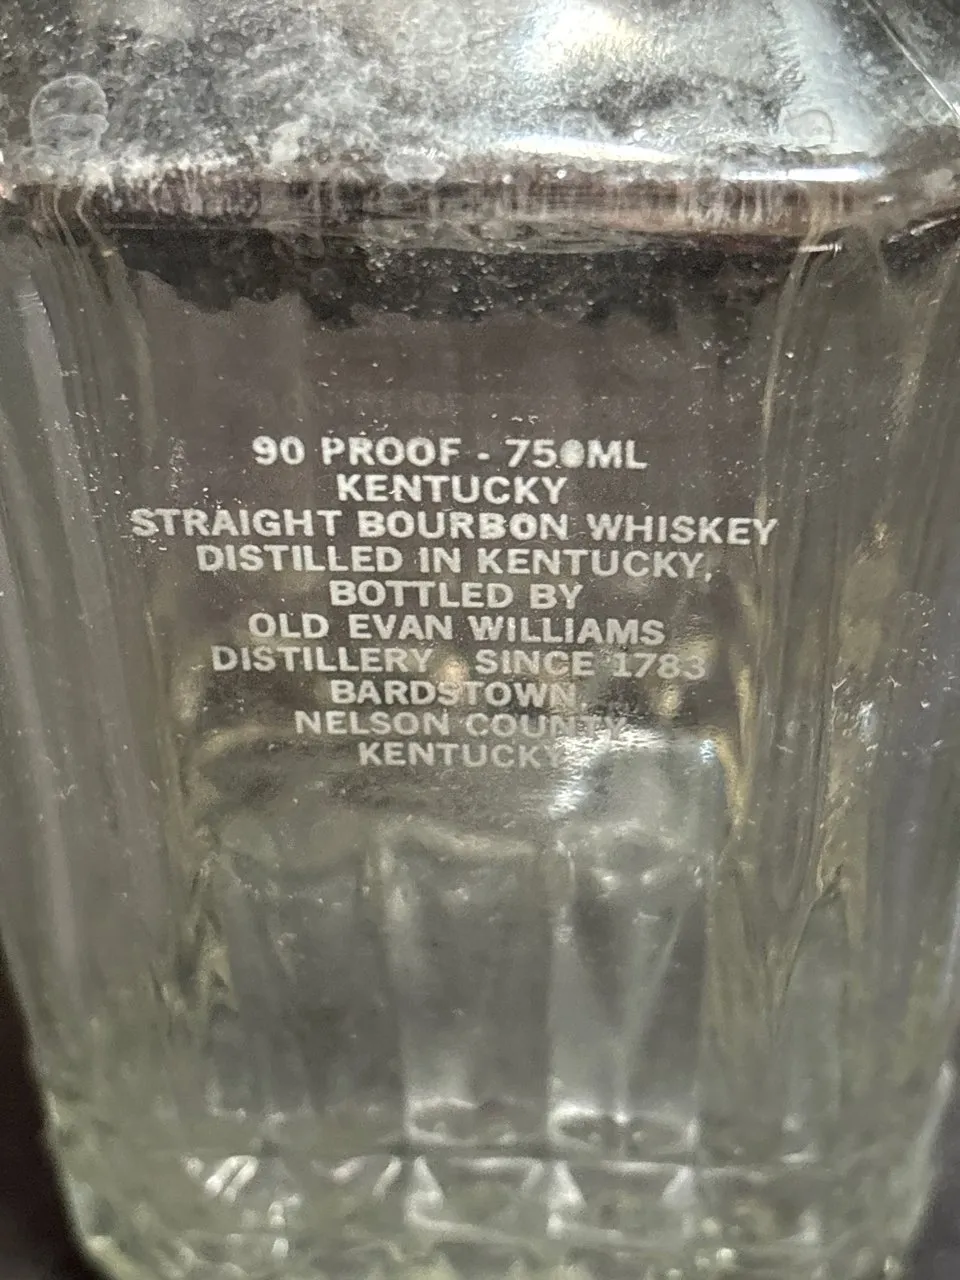 90 PROOF - 750ML
KENTUCKY
STRAIGHT BOURBON WHISKEY
DISTILLED IN KENTUCKY,
BOTTLED BY
OLD EVAN WILLIAMS
DISTILLERY SINCE 1783
BARDSTOWN,
NELSON COUNTY
KENTUCKY